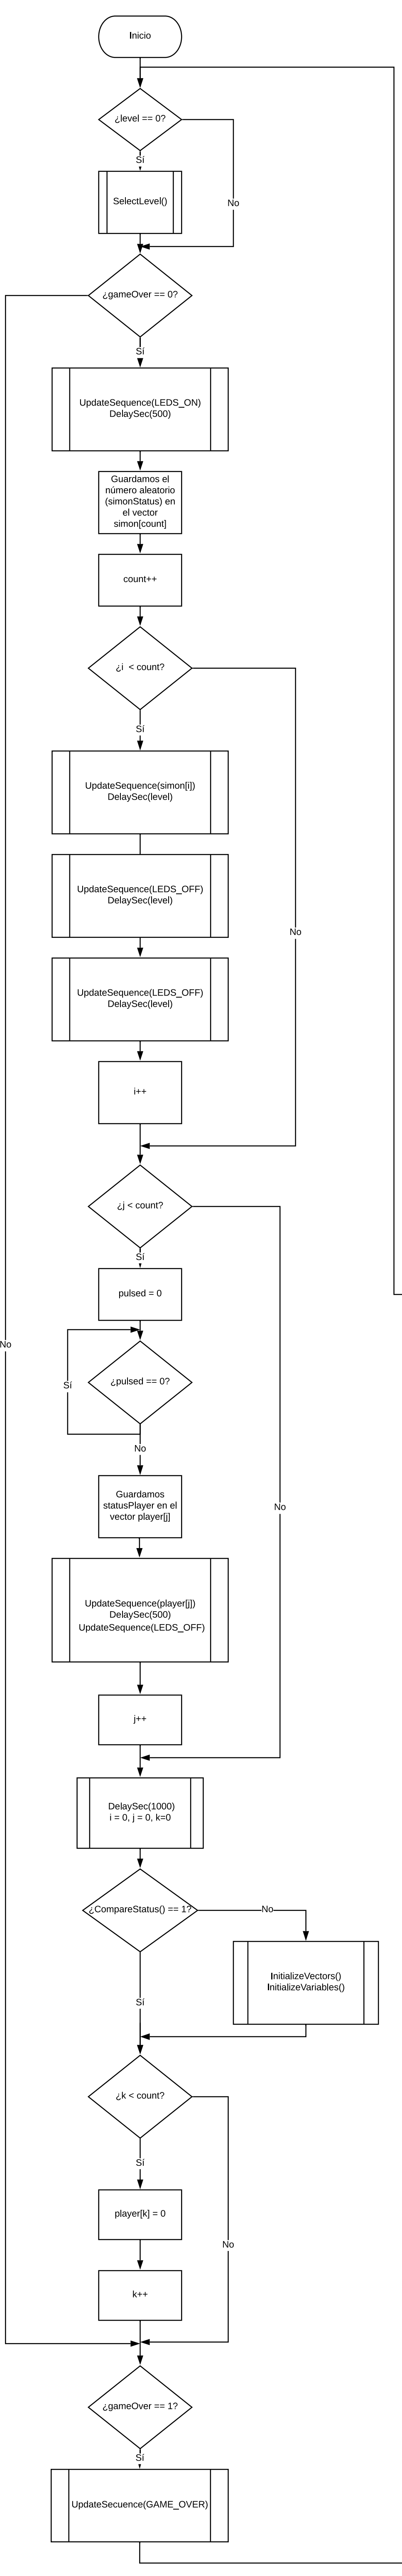 Inicio
¿level == 0?
Sí
SelectLevel()
No
¿gameOver == 0?
Sí
UpdateSequence(LEDS_ON)
DelaySec(500)
Guardamos el
número aleatorio
(simonStatus) en
el vector
simon[count]
count++
¿i < count?
Sí
UpdateSequence(simon[i])
DelaySec(level)
UpdateSequence(LEDS_OFF)
DelaySec(level)
No
UpdateSequence(LEDS_OFF)
DelaySec(level)
i++
¿j < count?
Sí
pulsed = 0
No
¿pulsed == 0?
Sí
No
Guardamos
statusPlayer en el
vector player[j]
No
UpdateSequence(player[j])
DelaySec(500)
UpdateSequence(LEDS_OFF)
j++
DelaySec(1000)
i = 0, j = 0, k=0
¿CompareStatus() == 1?
No
InitializeVectors()
InitializeVariables()
Sí
¿k < count?
Sí
player[k] = 0
No
k++
¿gameOver == 1?
Sí
UpdateSecuence(GAME_OVER)